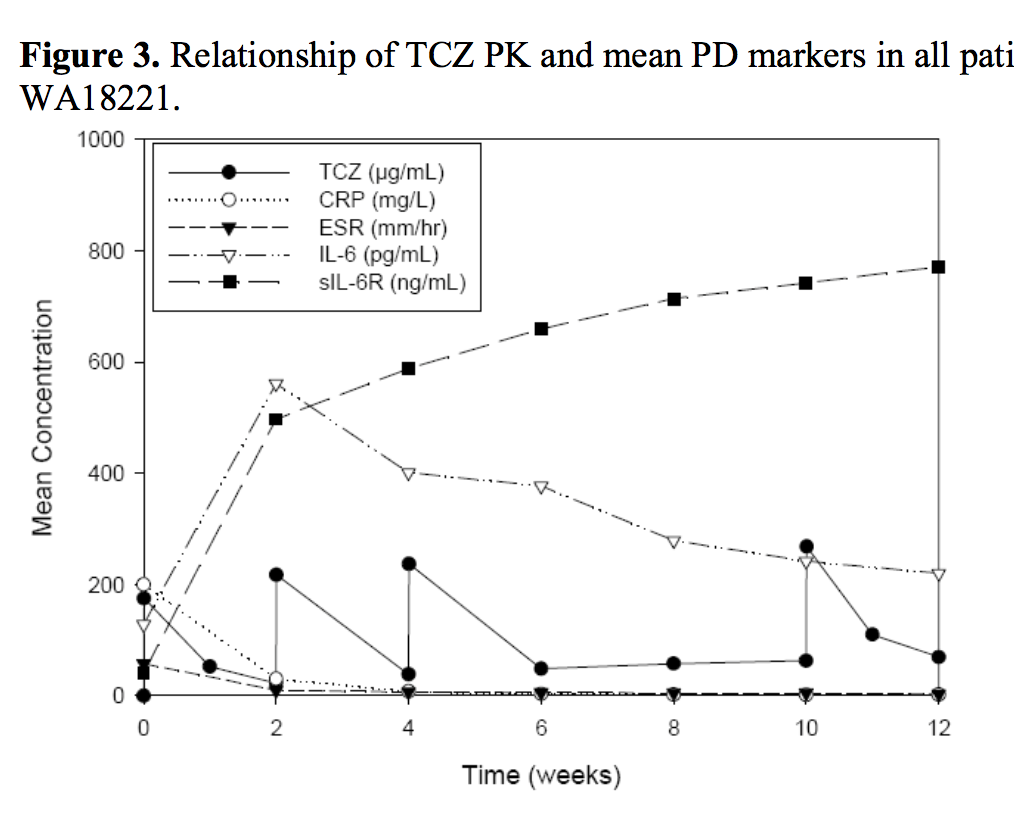 Figure 3. Relationship of TCZ PK and mean PD markers in all pati
WA18221.
1000
TCZ (µg/mL)
CRP (mg/L)
ESR (mm/hr)
IL-6 (pg/mL)
sIL-6R (ng/mL)
800
600
400
200
0
Mean Concentration
0 2 4 6 8 10 12
Time (weeks)